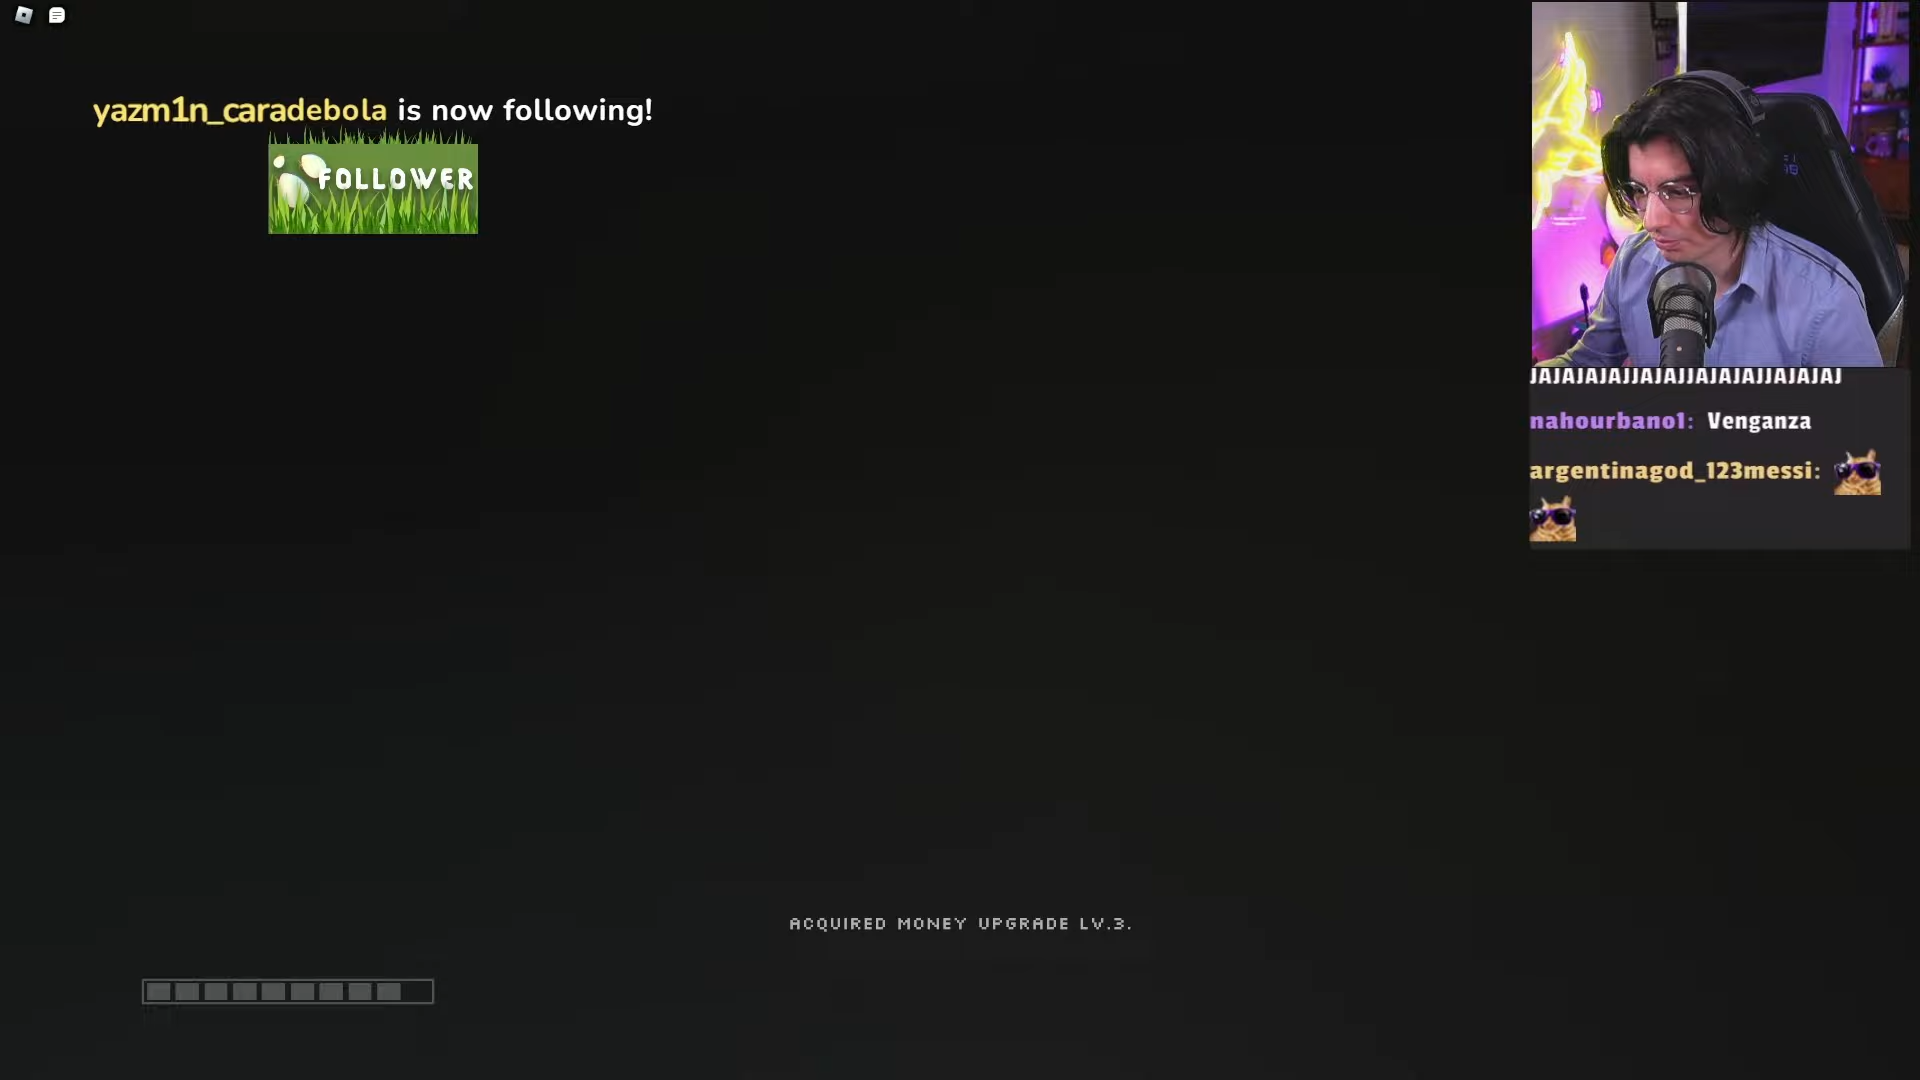 yazm1n_caradebola is now following!
FOLLOWER
JAJAJAJAJJAJAJJAJAJAJJAJAJAJ
nahourbano1: Venganza
argentinagod_123messi:
ACQUIRED MONEY UPGRADE LV.3.